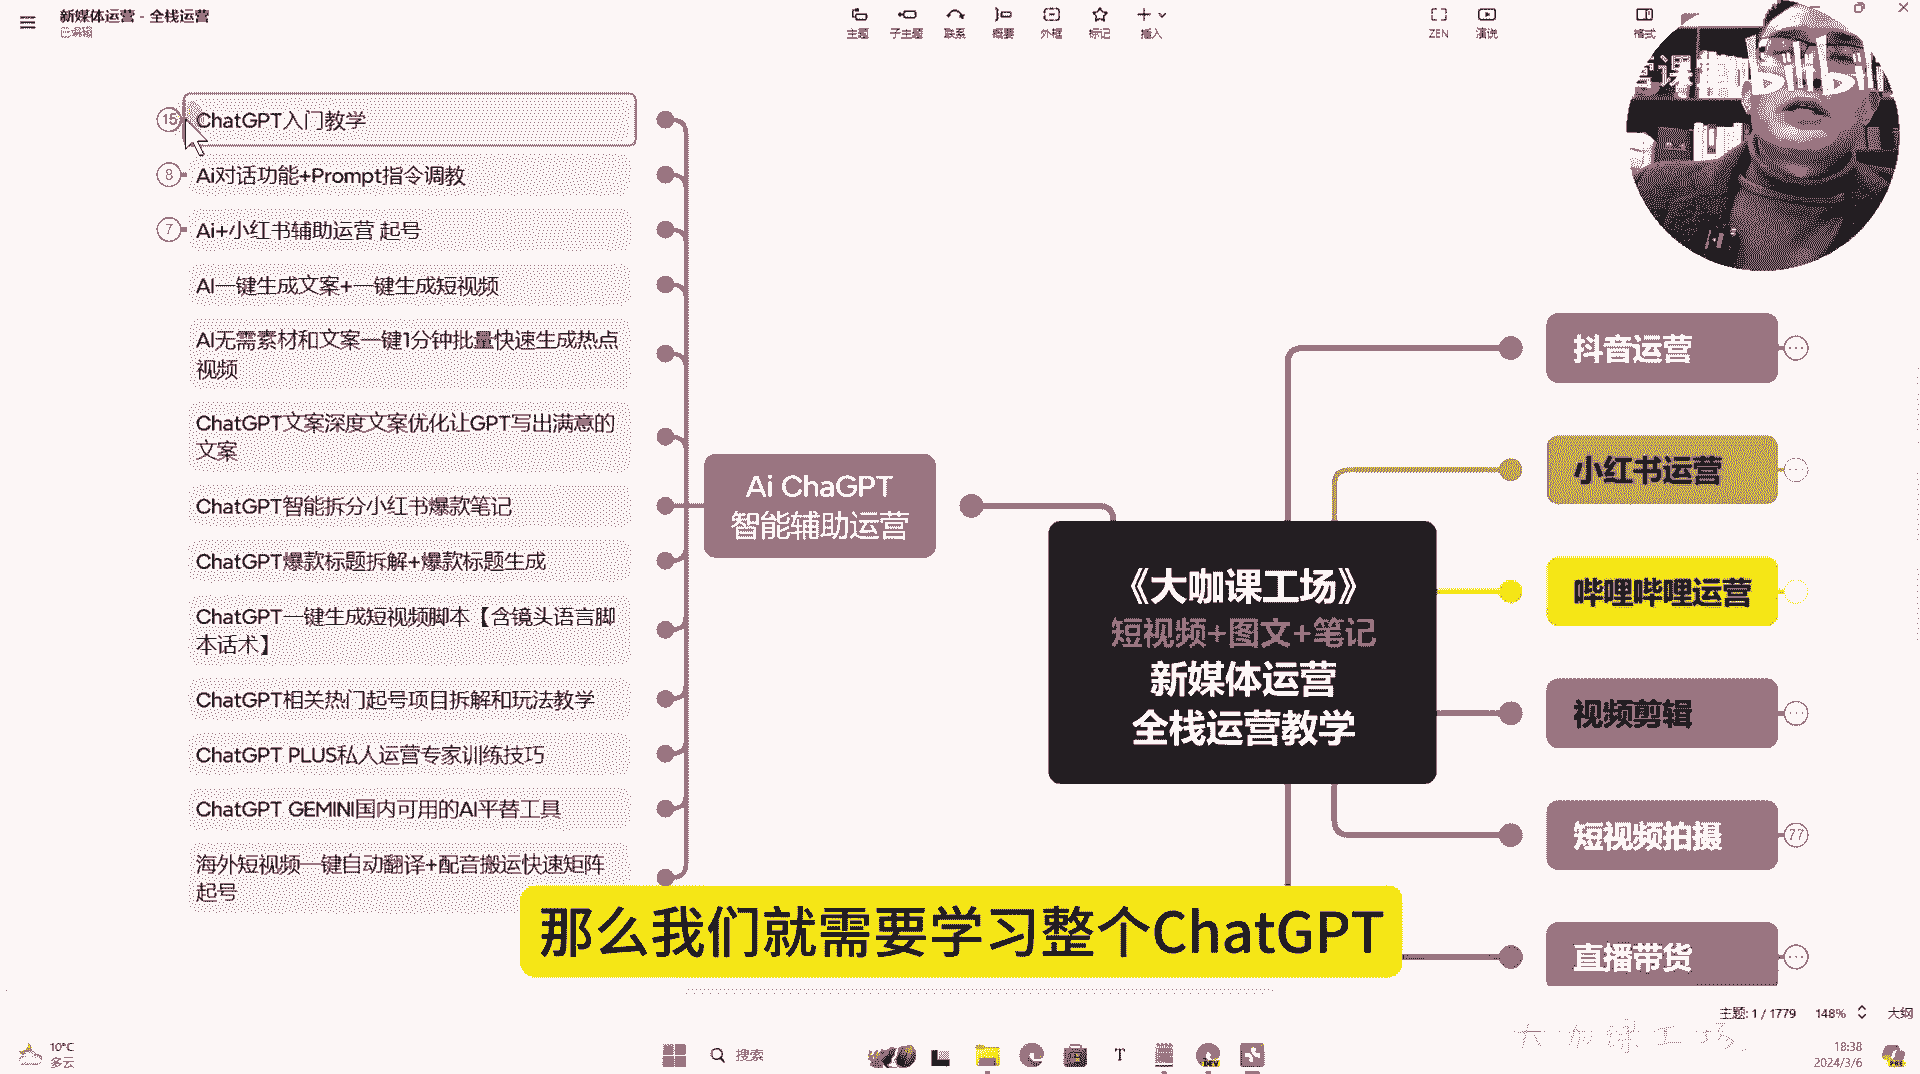 新媒体运营 - 全栈运营
已编辑
主题
子主题
联系
概要
外框
标记
插入
ZEN
演说
格式
bilibili
15
ChatGPT入门教学
8
Ai对话功能+Prompt指令调教
7
Ai+小红书辅助运营 起号
AI一键生成文案+一键生成短视频
AI无需素材和文案一键1分钟批量快速生成热点
视频
ChatGPT文案深度文案优化让GPT写出满意的
文案
ChatGPT智能拆分小红书爆款笔记
ChatGPT爆款标题拆解+爆款标题生成
ChatGPT一键生成短视频脚本【含镜头语言脚
本话术】
ChatGPT相关热门起号项目拆解和玩法教学
ChatGPT PLUS私人运营专家训练技巧
ChatGPT GEMINI国内可用的AI平替工具
海外短视频一键自动翻译+配音搬运快速矩阵
起号
Ai ChaGPT
智能辅助运营
《大咖课工场》
短视频+图文+笔记
新媒体运营
全栈运营教学
抖音运营
小红书运营
哔哩哔哩运营
视频剪辑
短视频拍摄
77
直播带货
那么我们就需要学习整个ChatGPT
主题: 1 / 1779
148%
大纲
大咖课工场
10°C
多云
搜索
18:38
2024/3/6